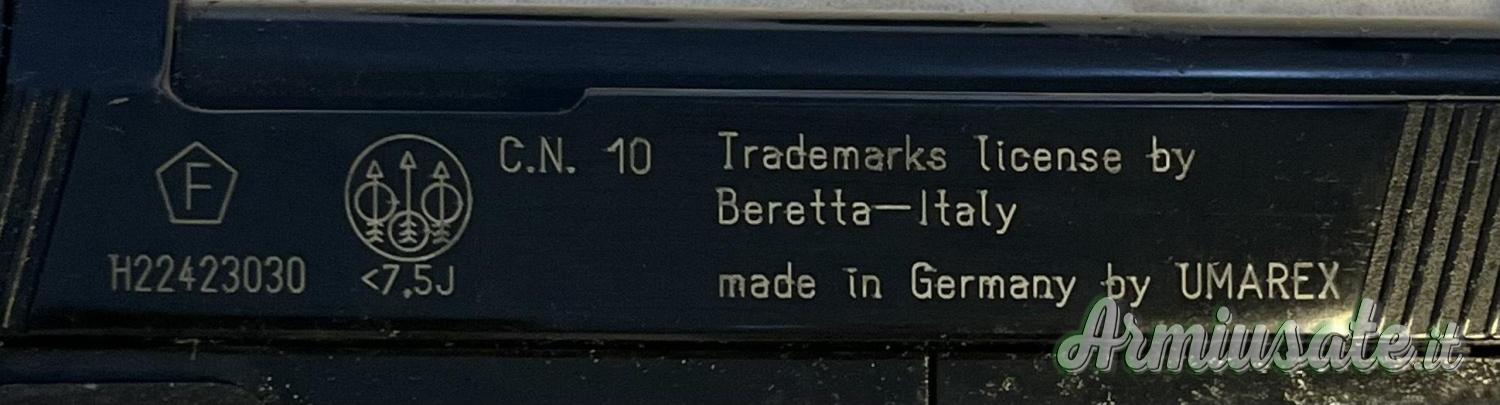 F
H22423030
<7,5J
C.N. 10
Trademarks license by
Beretta-Italy
made in Germany by UMAREX
Armiusate.it